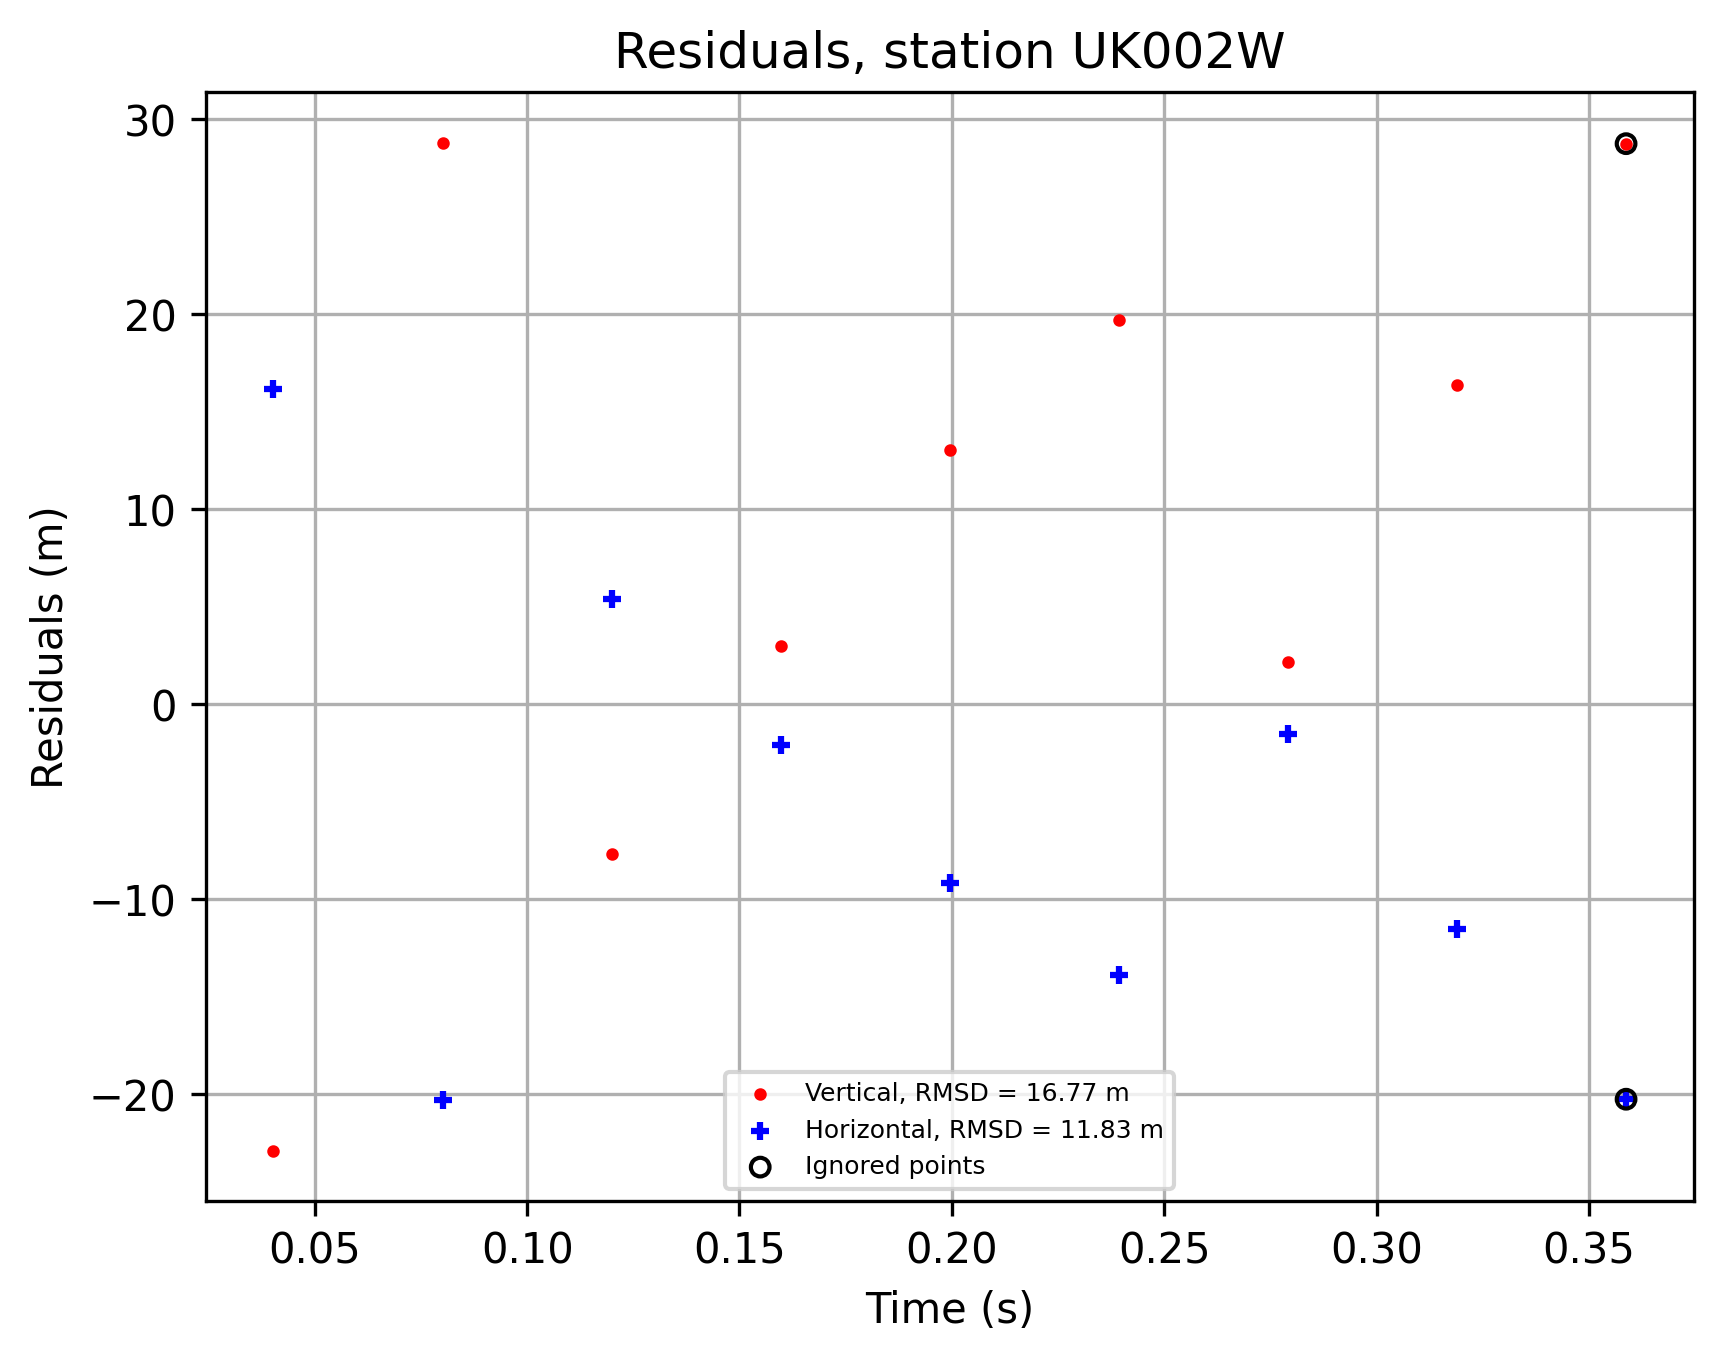 Residuals, station UK002W
30
20
10
0
−10
−20
Residuals (m)
Vertical, RMSD = 16.77 m
Horizontal, RMSD = 11.83 m
Ignored points
0.05 0.10 0.15 0.20 0.25 0.30 0.35
Time (s)